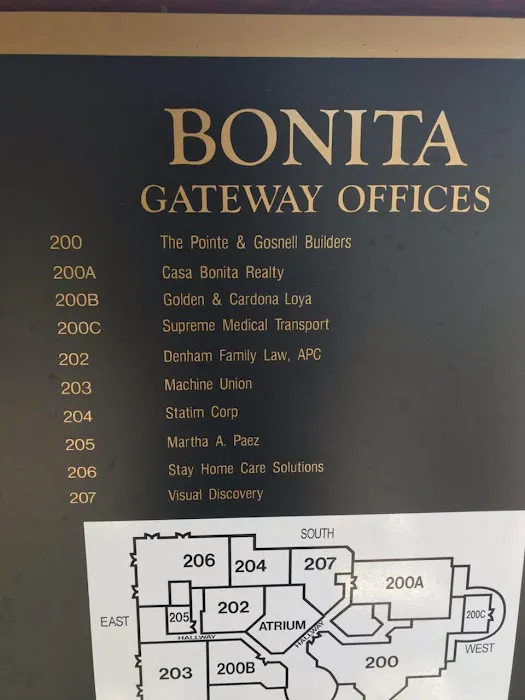 BONITA
GATEWAY OFFICES
200 The Pointe & Gosnell Builders
200A Casa Bonita Realty
200B Golden & Cardona Loya
200C Supreme Medical Transport
202 Denham Family Law, APC
203 Machine Union
204 Statim Corp
205 Martha A. Paez
206 Stay Home Care Solutions
207 Visual Discovery
SOUTH
206 204 207 200A
EAST 205 202 ATRIUM HALLWAY 200C
HALLWAY WEST
203 200B 200